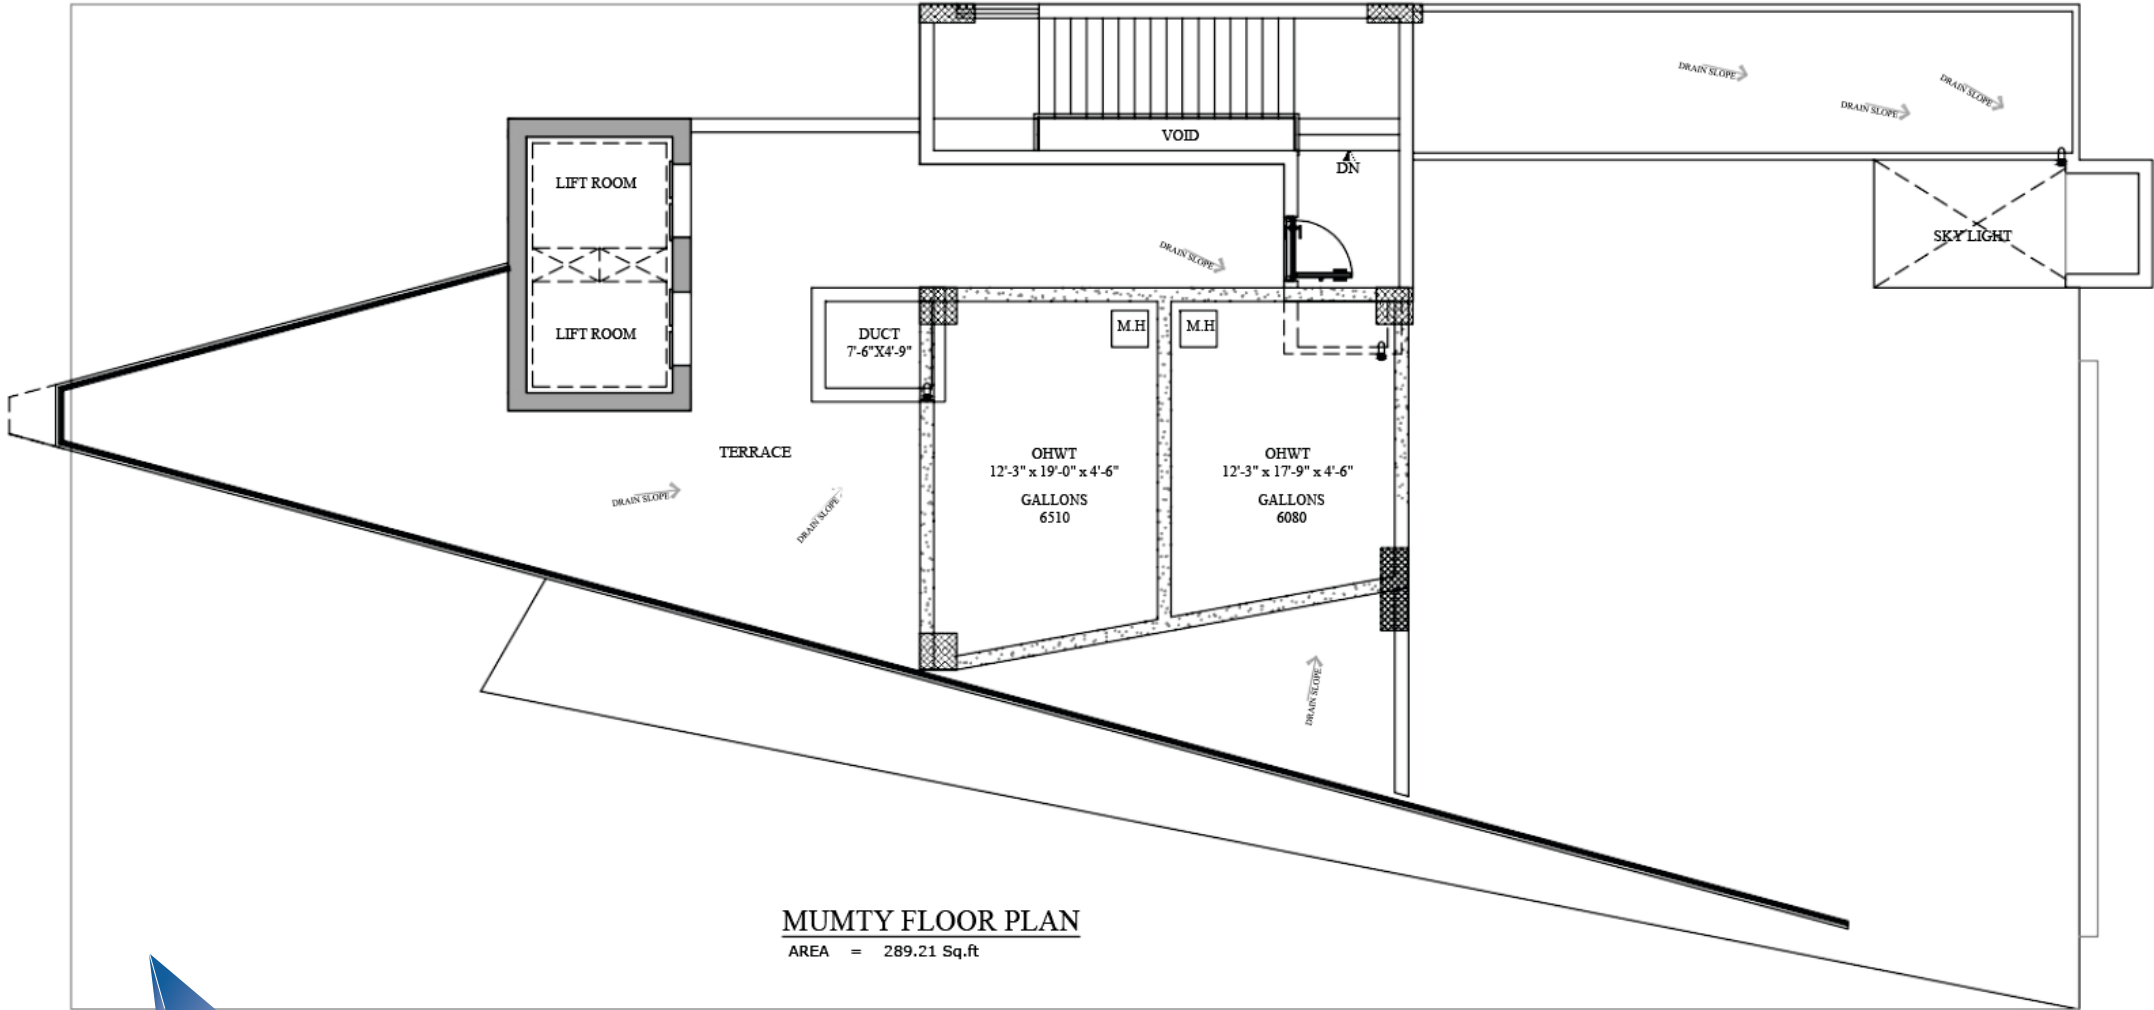 DRAIN SLOPE
DRAIN SLOPE
DRAIN SLOPE
VOID
DN
LIFT ROOM
SKY LIGHT
DRAIN SLOPE
LIFT ROOM
DUCT
7'-6"X4'-9"
M.H
M.H
TERRACE
OHWT
12'-3" x 19'-0" x 4'-6"
GALLONS
6510
OHWT
12'-3" x 17'-9" x 4'-6"
GALLONS
6080
DRAIN SLOPE
DRAIN SLOPE
DRAIN SLOPE
MUMTY FLOOR PLAN
AREA = 289.21 Sq.ft